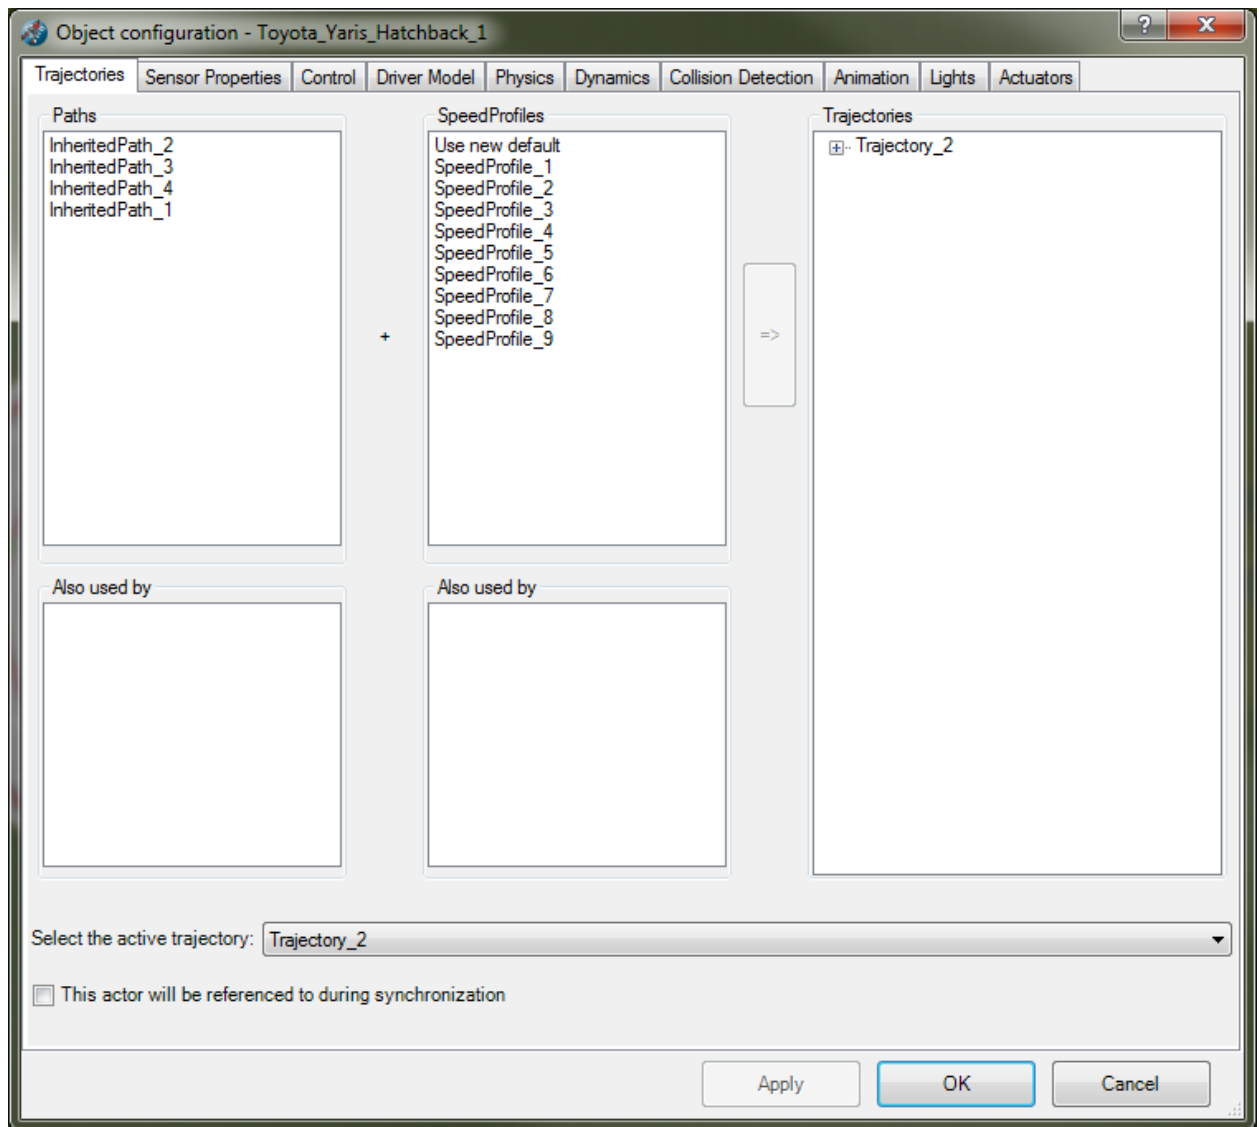 Object configuration - Toyota_Yaris_Hatchback_1
?
X
Trajectories Sensor Properties Control Driver Model Physics Dynamics Collision Detection Animation Lights Actuators
Paths
InheritedPath_2
InheritedPath_3
InheritedPath_4
InheritedPath_1
+
SpeedProfiles
Use new default
SpeedProfile_1
SpeedProfile_2
SpeedProfile_3
SpeedProfile_4
SpeedProfile_5
SpeedProfile_6
SpeedProfile_7
SpeedProfile_8
SpeedProfile_9
=>
Trajectories
Trajectory_2
Also used by
Also used by
Select the active trajectory: Trajectory_2
This actor will be referenced to during synchronization
Apply
OK
Cancel